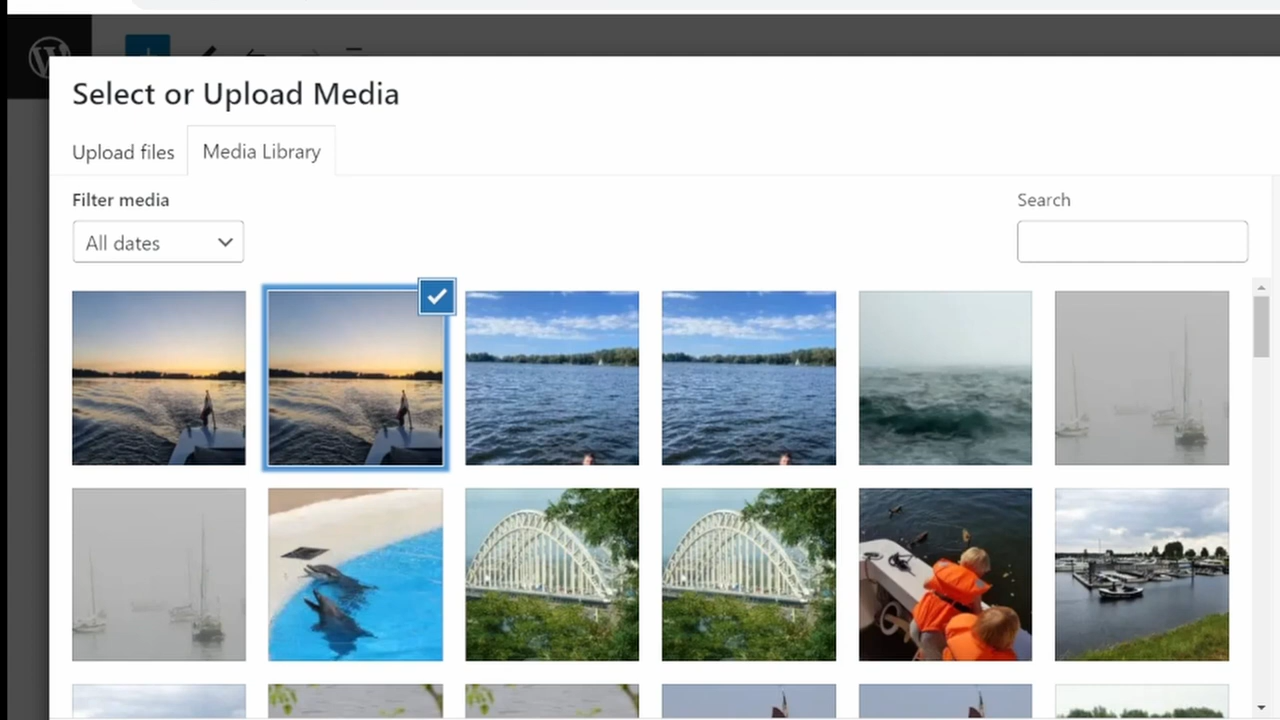 Select or Upload Media
Upload files
Media Library
Filter media
Search
All dates